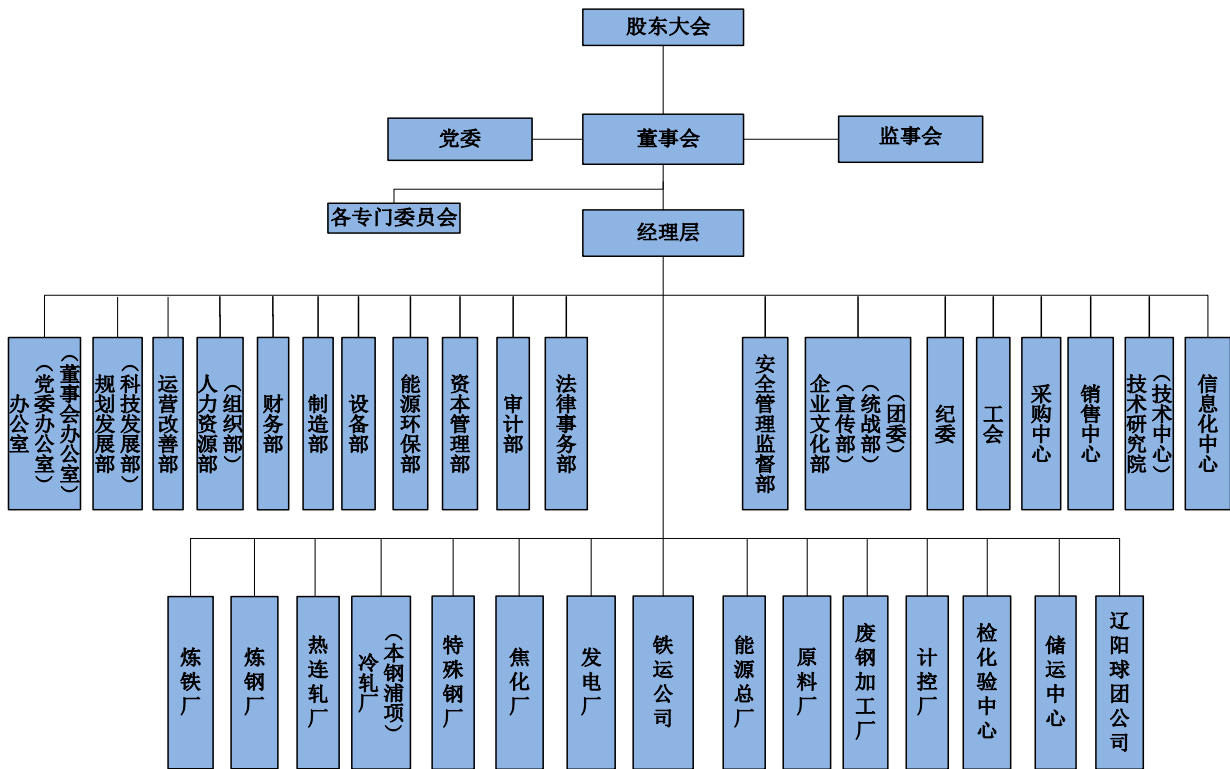 股东大会
党委
董事会
监事会
各专门委员会
经理层
办公室
（党委办公室）
（董事会办公室）
规划发展部
（科技发展部）
运营改善部
人力资源部
（组织部）
财务部
制造部
设备部
能源环保部
资本管理部
审计部
法律事务部
安全管理监督部
企业文化部
（宣传部）
（统战部）
（团委）
纪委
工会
采购中心
销售中心
技术研究院
（技术中心）
信息化中心
炼铁厂
炼钢厂
热连轧厂
冷轧厂
（本钢浦项）
特殊钢厂
焦化厂
发电厂
铁运公司
能源总厂
原料厂
废钢加工厂
计控厂
检化验中心
储运中心
辽阳球团公司